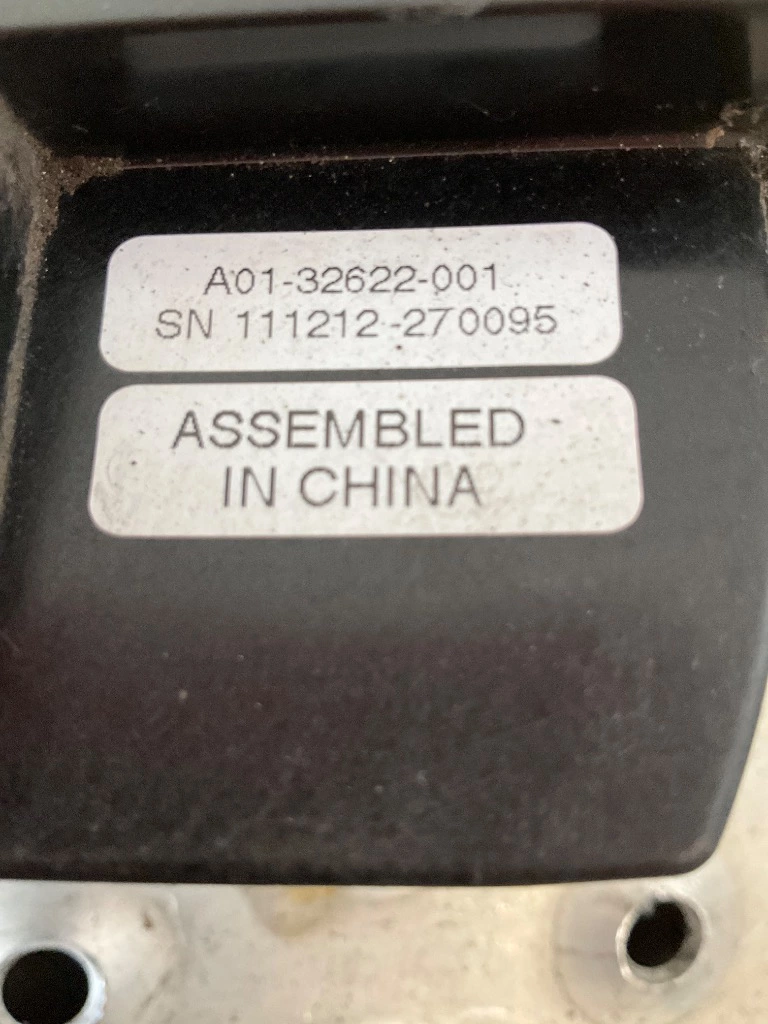 A01-32622-001
SN 111212-270095
ASSEMBLED
IN CHINA